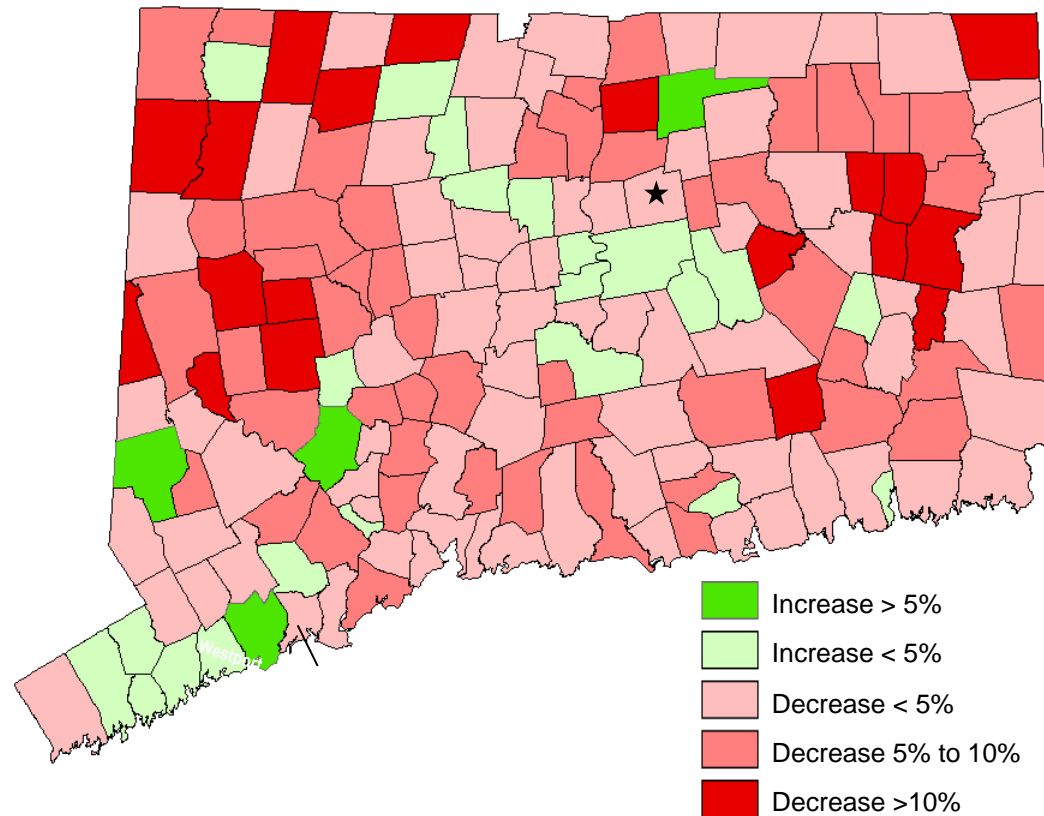 Westport
Increase > 5%
Increase < 5%
Decrease < 5%
Decrease 5% to 10%
Decrease >10%